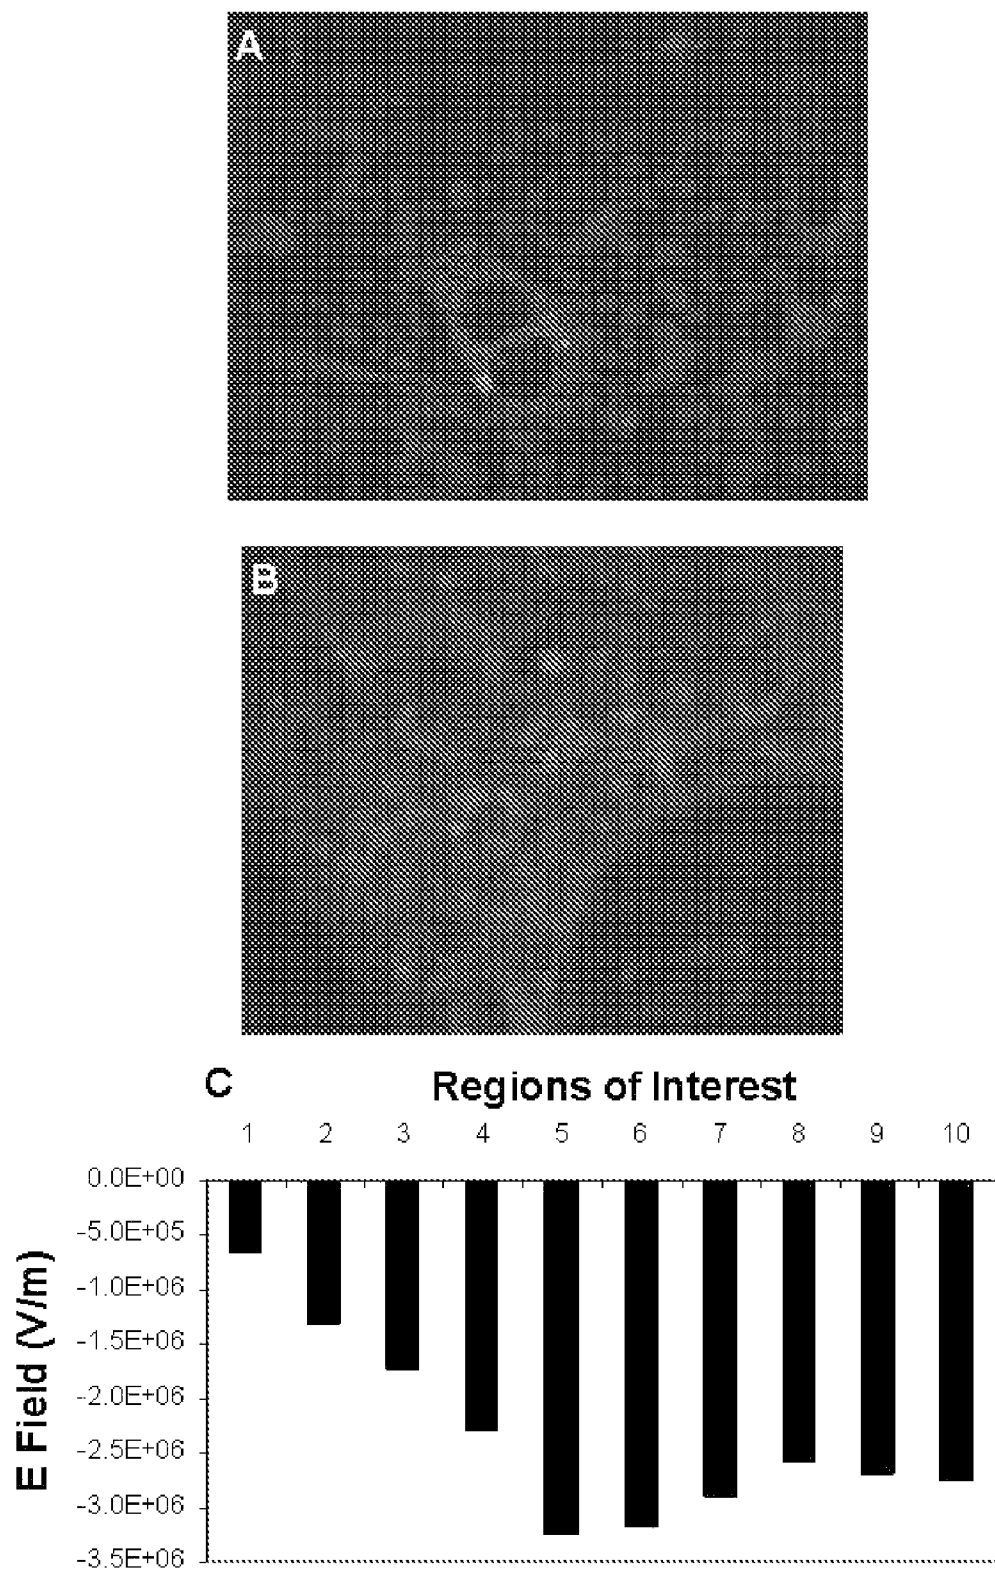 A
B
C Regions of Interest
1 2 3 4 5 6 7 8 9 10
E Field (V/m)
0.0E+00
-5.0E+05
-1.0E+06
-1.5E+06
-2.0E+06
-2.5E+06
-3.0E+06
-3.5E+06